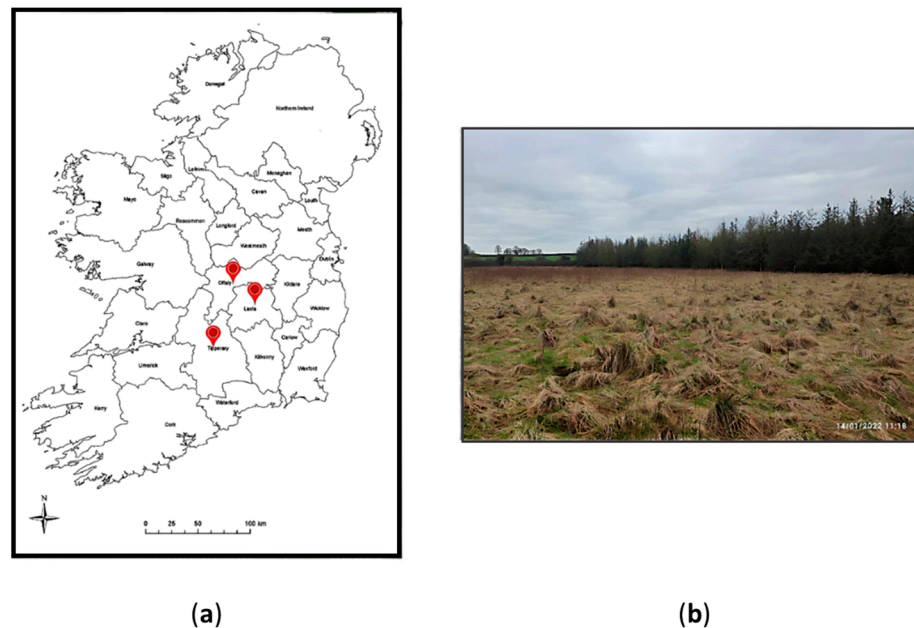 Donegal
Northern Ireland
Leitrim
Monaghan
Sligo
Cavan
Mayo
Louth
Roscommon
Longford
Meath
Westmeath
Galway
Dublin
Offaly
Kildare
Laois
Wicklow
Clare
Carlow
Tipperary
Kilkenny
Limerick
Wexford
Waterford
Kerry
Cork
N
0 25 50 100 km
14/01/2022 11:18
(a)
(b)